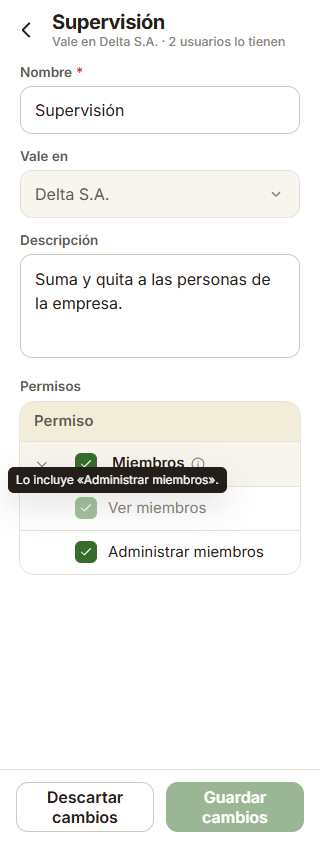 Supervisión
Vale en Delta S.A. · 2 usuarios lo tienen
Nombre *
Supervisión
Vale en
Delta S.A.
Descripción
Suma y quita a las personas de
la empresa.
Permisos
Permiso
Miembros
Lo incluye «Administrar miembros».
Ver miembros
Administrar miembros
Descartar
cambios
Guardar
cambios